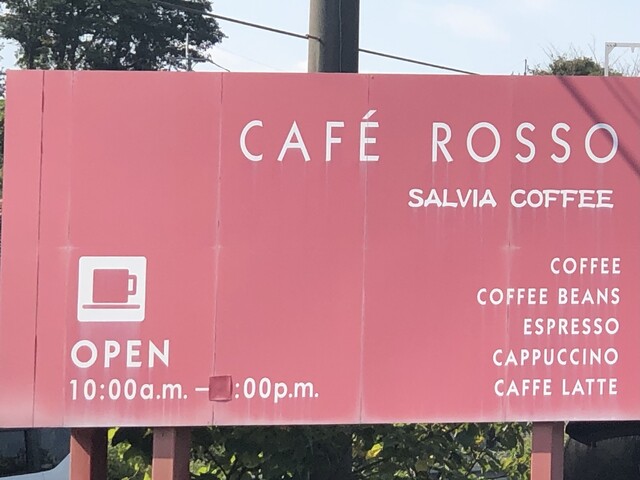 CAFÉ ROSSO
SALVIA COFFEE
COFFEE
COFFEE BEANS
ESPRESSO
CAPPUCCINO
CAFFE LATTE
OPEN
10:00a.m. – :00p.m.